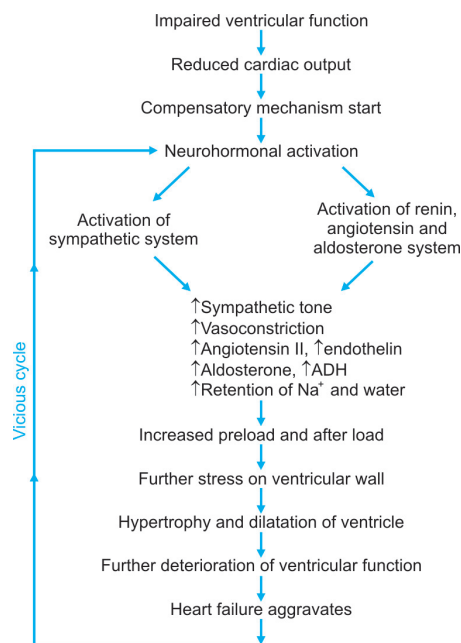 Impaired ventricular function
Reduced cardiac output
Compensatory mechanism start
Neurohormonal activation
Activation of
sympathetic system
Activation of renin,
angiotensin and
aldosterone system
↑Sympathetic tone
↑Vasoconstriction
↑Angiotensin II, ↑endothelin
↑Aldosterone, ↑ADH
↑Retention of Na⁺ and water
Increased preload and after load
Further stress on ventricular wall
Hypertrophy and dilatation of ventricle
Further deterioration of ventricular function
Heart failure aggravates
Vicious cycle